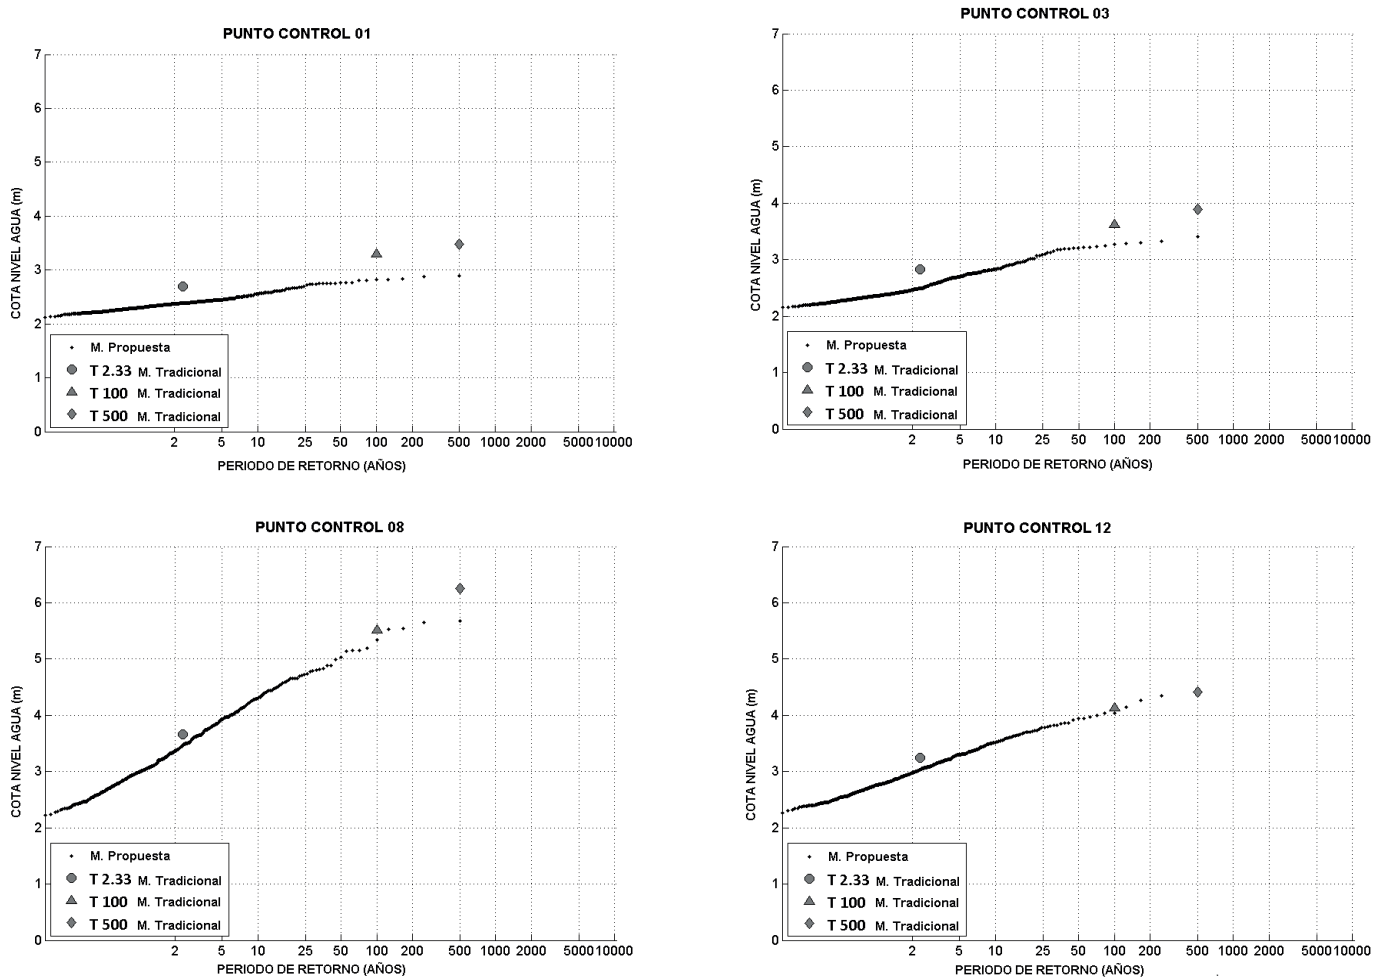 PUNTO CONTROL 01
7
6
5
4
3
2
1
0
COTA NIVEL AGUA (m)
M. Propuesta
T 2.33 M. Tradicional
T 100 M. Tradicional
T 500 M. Tradicional
2 5 10 25 50 100 200 500 1000 2000 5000 10000
PERIODO DE RETORNO (AÑOS)
PUNTO CONTROL 03
7
6
5
4
3
2
1
0
COTA NIVEL AGUA (m)
M. Propuesta
T 2.33 M. Tradicional
T 100 M. Tradicional
T 500 M. Tradicional
2 5 10 25 50 100 200 500 1000 2000 5000 10000
PERIODO DE RETORNO (AÑOS)
PUNTO CONTROL 08
7
6
5
4
3
2
1
0
COTA NIVEL AGUA (m)
M. Propuesta
T 2.33 M. Tradicional
T 100 M. Tradicional
T 500 M. Tradicional
2 5 10 25 50 100 200 500 1000 2000 5000 10000
PERIODO DE RETORNO (AÑOS)
PUNTO CONTROL 12
7
6
5
4
3
2
1
0
COTA NIVEL AGUA (m)
M. Propuesta
T 2.33 M. Tradicional
T 100 M. Tradicional
T 500 M. Tradicional
2 5 10 25 50 100 200 500 1000 2000 5000 10000
PERIODO DE RETORNO (AÑOS)